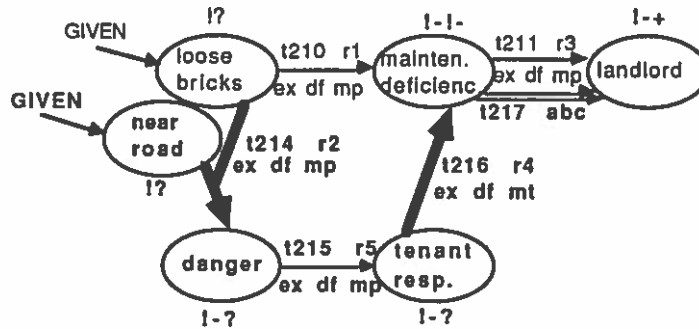 !?
!-!-
!-+
GIVEN
loose
bricks
t210 r1
ex df mp
mainten.
deficienc.
t211 r3
ex df mp
t217 abc
landlord
GIVEN
near
road
!?
t214 r2
ex df mp
t216 r4
ex df mt
danger
t215 r5
ex df mp
tenant
resp.
!-?
!-?